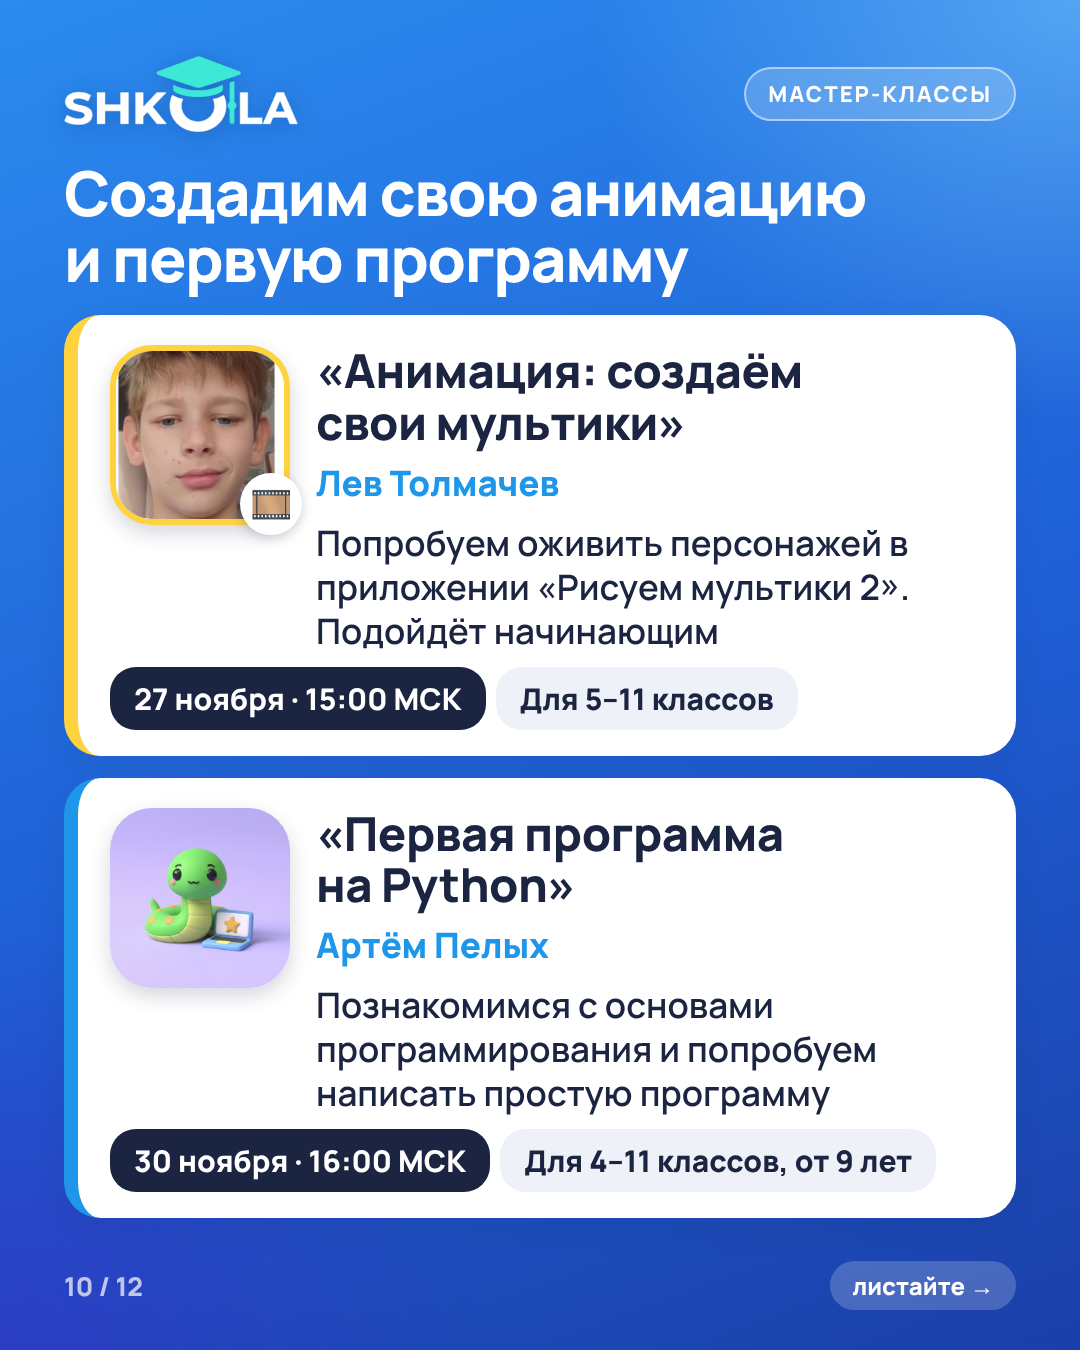 SHKOLA
МАСТЕР-КЛАССЫ
Создадим свою анимацию
и первую программу
«Анимация: создаём
свои мультики»
Лев Толмачев
Попробуем оживить персонажей в
приложении «Рисуем мультики 2».
Подойдёт начинающим
27 ноября · 15:00 МСК
Для 5–11 классов
«Первая программа
на Python»
Артём Пелых
Познакомимся с основами
программирования и попробуем
написать простую программу
30 ноября · 16:00 МСК
Для 4–11 классов, от 9 лет
10 / 12
листайте →